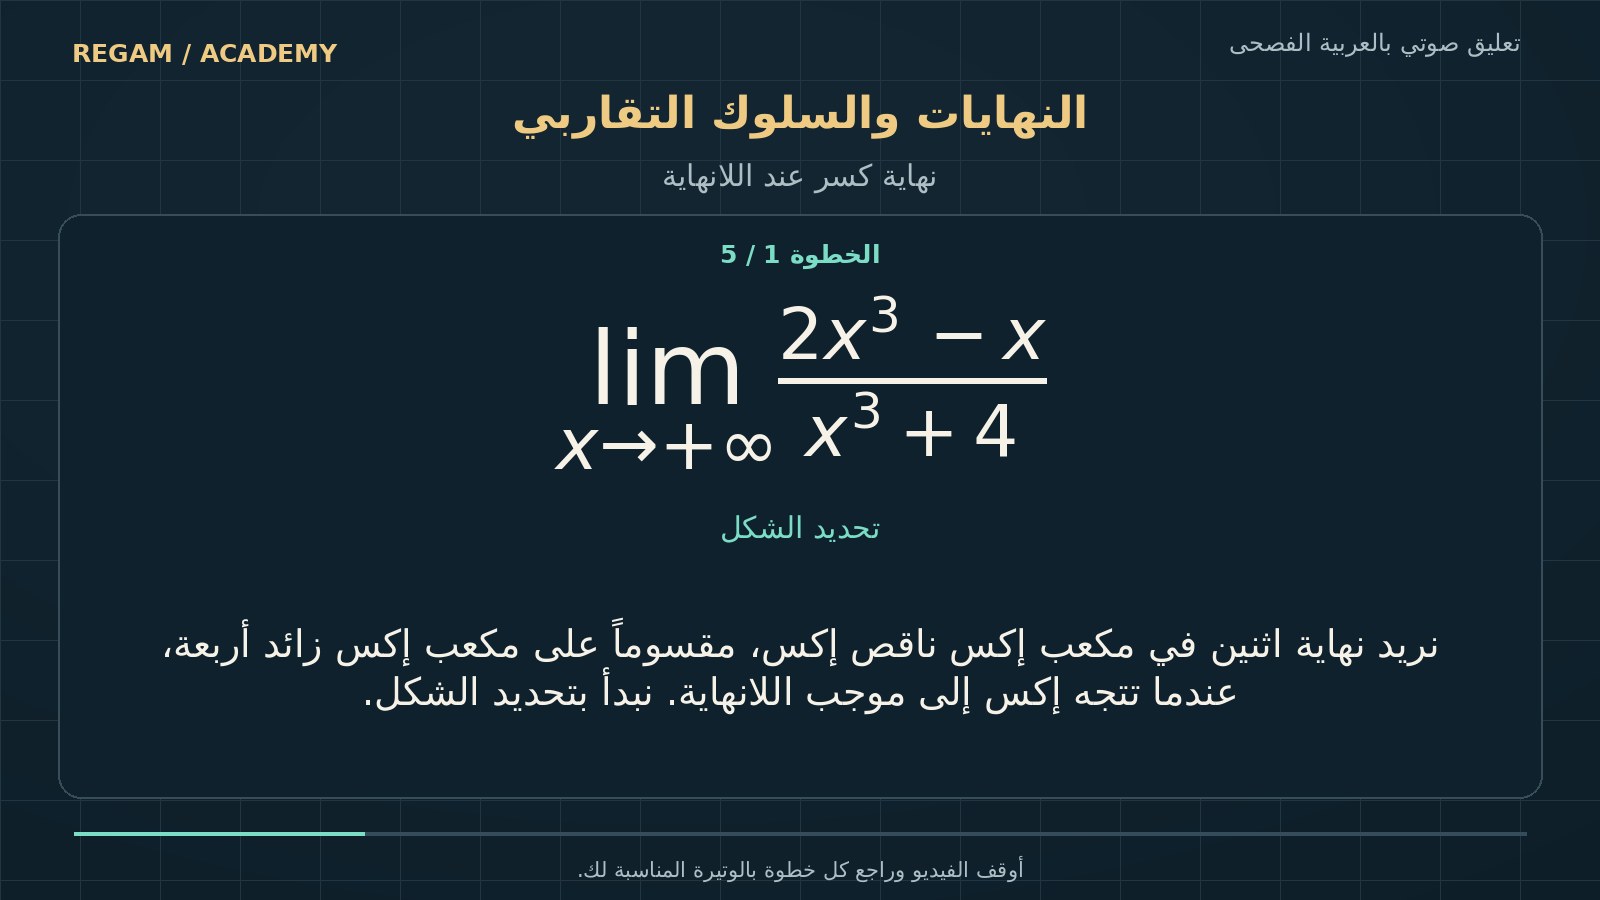 REGAM / ACADEMY
تعليق صوتي بالعربية الفصحى
النهايات والسلوك التقاربي
نهاية كسر عند اللانهاية
الخطوة 1 / 5
lim x→+∞ (2x³ − x)/(x³ + 4)
تحديد الشكل
نريد نهاية اثنين في مكعب إكس ناقص إكس، مقسوماً على مكعب إكس زائد أربعة،
عندما تتجه إكس إلى موجب اللانهاية. نبدأ بتحديد الشكل.
أوقف الفيديو وراجع كل خطوة بالوتيرة المناسبة لك.